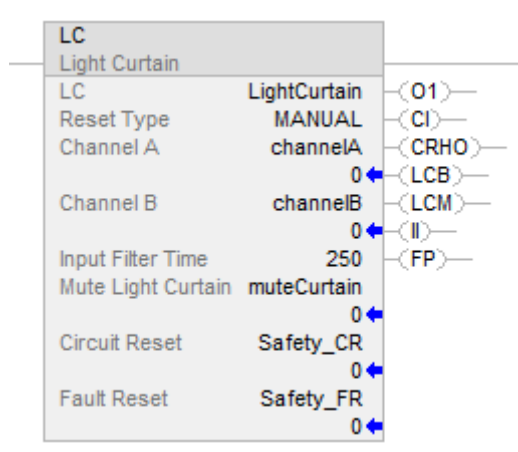 LC
Light Curtain
LC LightCurtain (O1)
Reset Type MANUAL (CI)
Channel A channelA (CRHO)
0 (LCB)
Channel B channelB (LCM)
0 (II)
Input Filter Time 250 (FP)
Mute Light Curtain muteCurtain
0
Circuit Reset Safety_CR
0
Fault Reset Safety_FR
0